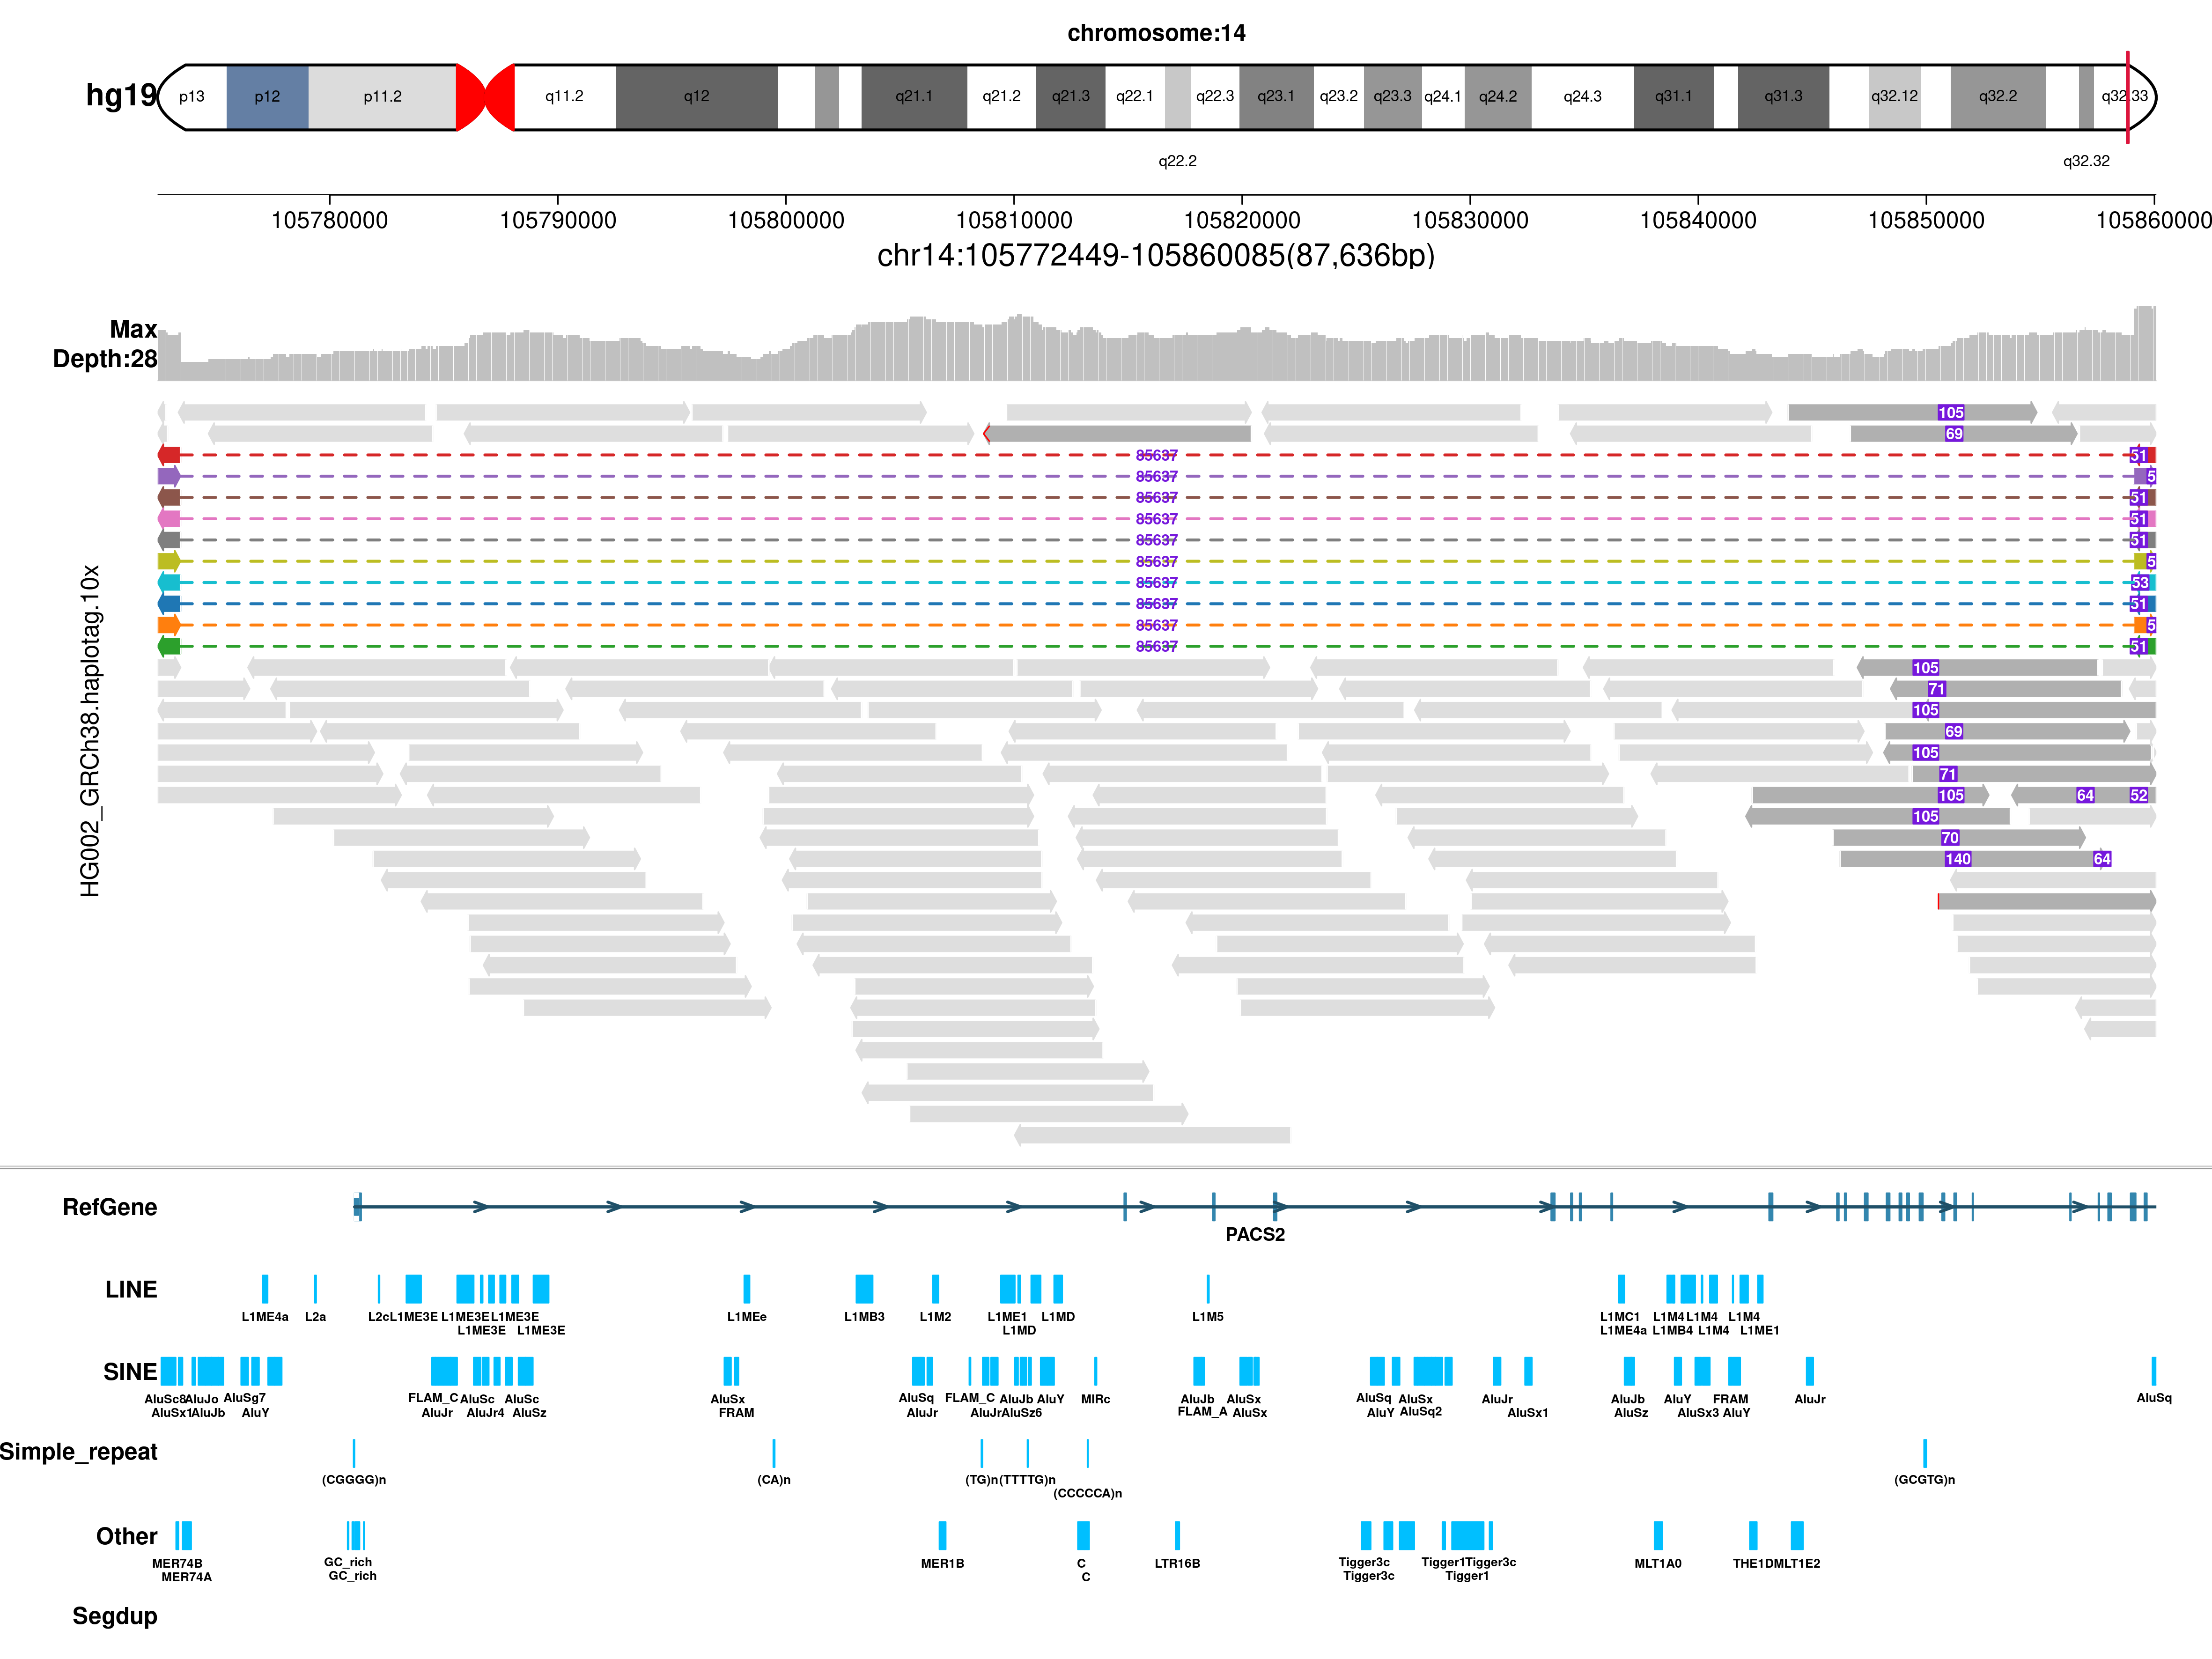 chromosome:14
hg19
p13 p12 p11.2 q11.2 q12 q21.1 q21.2 q21.3 q22.1 q22.3 q23.1 q23.2 q23.3 q24.1 q24.2 q24.3 q31.1 q31.3 q32.12 q32.2 q32.33
q22.2 q32.32
105780000 105790000 105800000 105810000 105820000 105830000 105840000 105850000 105860000
chr14:105772449-105860085(87,636bp)
Max
Depth:28
HG002_GRCh38.haplotag.10x
105
69
85637 51
85637 5
85637 51
85637 51
85637 51
85637 5
85637 53
85637 51
85637 5
85637 51
105
71
105
69
105
71
105 64 52
105
70
140 64
RefGene
PACS2
LINE
L1ME4a L2a L2c L1ME3E L1ME3E L1ME3E L1MEe L1MB3 L1M2 L1ME1 L1MD L1M5 L1MC1 L1M4 L1M4 L1M4
L1ME3E L1ME3E L1MD L1ME4a L1MB4 L1M4 L1ME1
SINE
AluSc8 AluJo AluSg7 FLAM_C AluSc AluSc AluSx AluSq FLAM_C AluJb AluY MIRc AluJb AluSx AluSq AluSx AluJr AluJb AluY FRAM AluJr AluSq
AluSx1 AluJb AluY AluJr AluJr4 AluSz FRAM AluJr AluJr AluSz6 FLAM_A AluSx AluY AluSq2 AluSx1 AluSz AluSx3 AluY
Simple_repeat
(CGGGG)n (CA)n (TG)n (TTTTG)n (GCGTG)n
(CCCCCA)n
Other
MER74B GC_rich MER1B C LTR16B Tigger3c Tigger1 Tigger3c MLT1A0 THE1D MLT1E2
MER74A GC_rich C Tigger3c Tigger1
Segdup